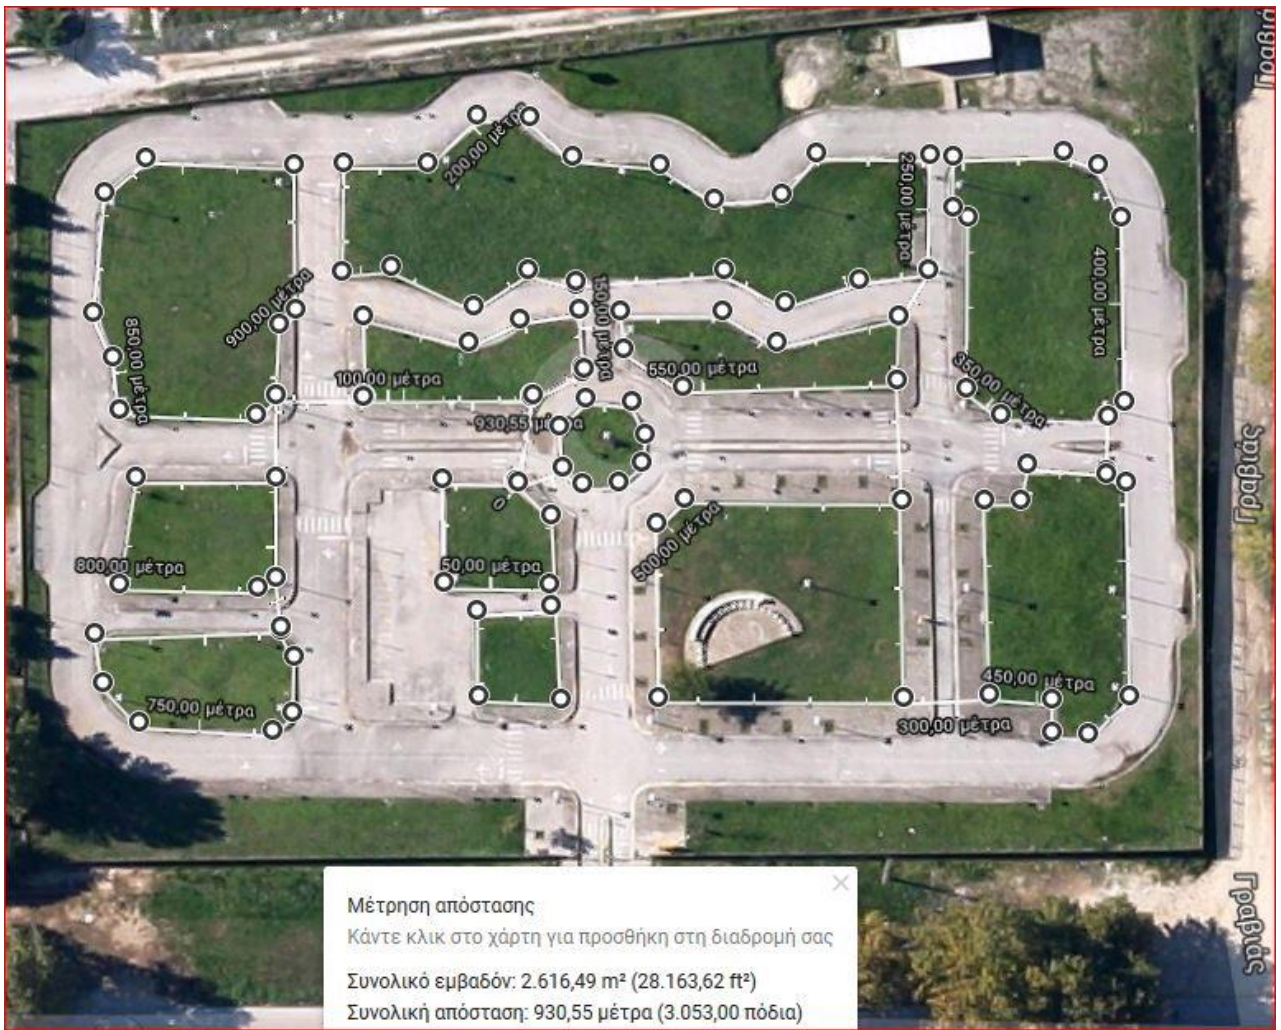 Γραβιά
200,00 μέτρα
250,00 μέτρα
150,00 μέτρα
400,00 μέτρα
900,00 μέτρα
850,00 μέτρα
550,00 μέτρα
350,00 μέτρα
100,00 μέτρα
930,55 μέτρα
Γραβιάς
0
500,00 μέτρα
800,00 μέτρα
50,00 μέτρα
450,00 μέτρα
750,00 μέτρα
300,00 μέτρα
Γραβιάς
Μέτρηση απόστασης
Κάντε κλικ στο χάρτη για προσθήκη στη διαδρομή σας
Συνολικό εμβαδόν: 2.616,49 m² (28.163,62 ft²)
Συνολική απόσταση: 930,55 μέτρα (3.053,00 πόδια)